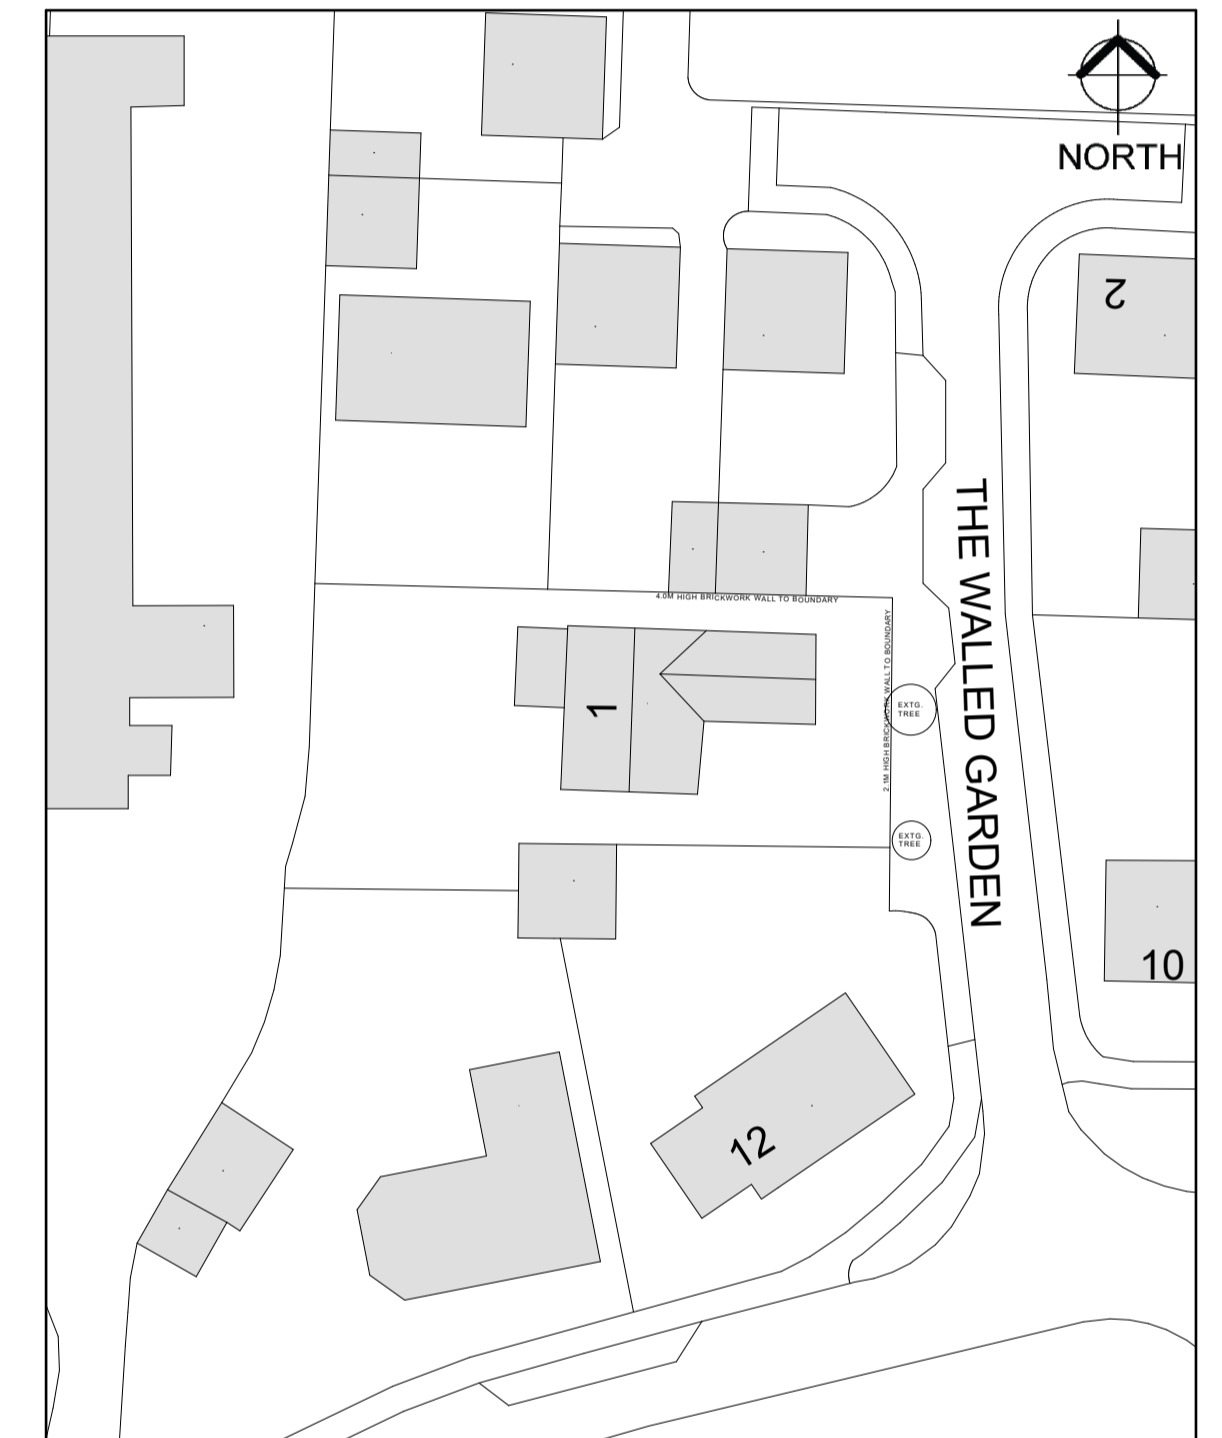 NORTH
2
THE WALLED GARDEN
4.0M HIGH BRICKWORK WALL TO BOUNDARY
2.1M HIGH BRICKWORK WALL TO BOUNDARY
1
EXTG.
TREE
EXTG.
TREE
10
12